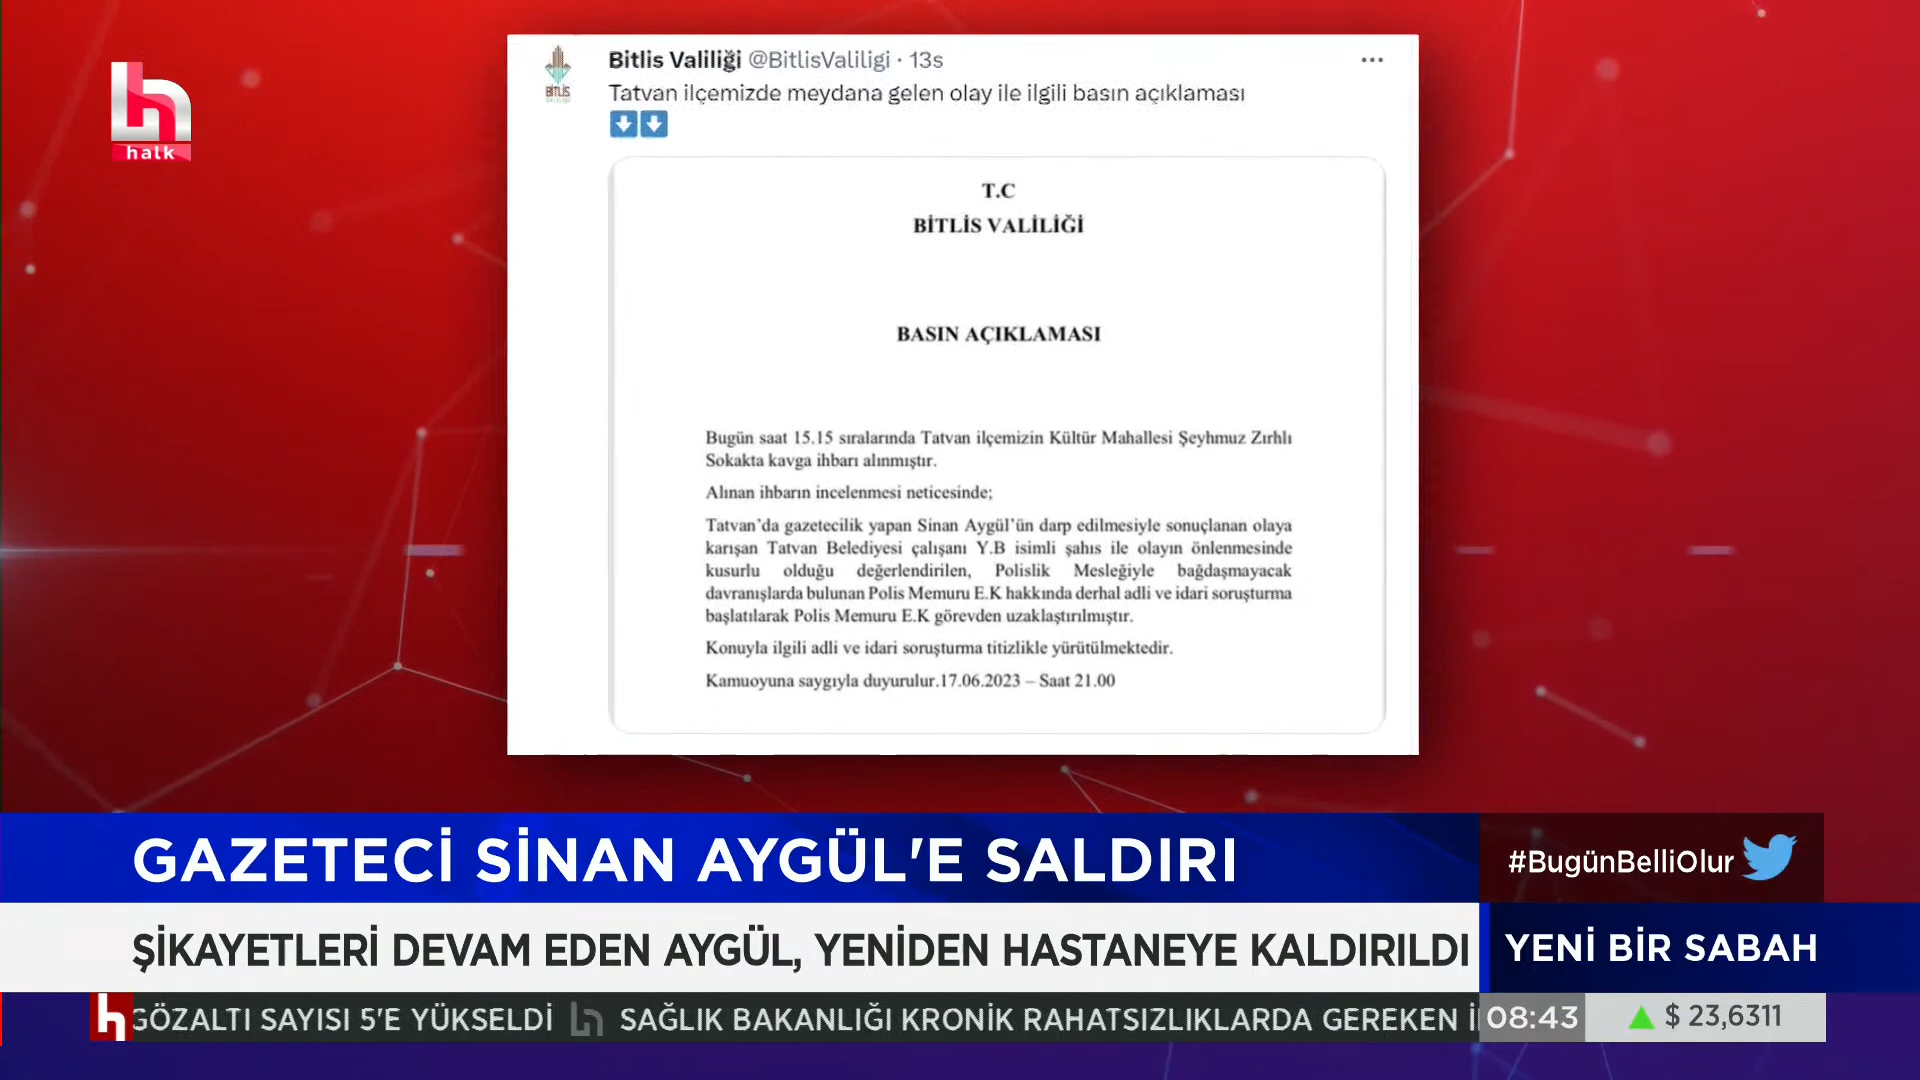 halk
BİTLİS
Bitlis Valiliği @BitlisValiligi · 13s
Tatvan ilçemizde meydana gelen olay ile ilgili basın açıklaması
T.C
BİTLİS VALİLİĞİ
BASIN AÇIKLAMASI
Bugün saat 15.15 sıralarında Tatvan ilçemizin Kültür Mahallesi Şeyhmuz Zırhlı
Sokakta kavga ihbarı alınmıştır.
Alınan ihbarın incelenmesi neticesinde;
Tatvan’da gazetecilik yapan Sinan Aygül’ün darp edilmesiyle sonuçlanan olaya
karışan Tatvan Belediyesi çalışanı Y.B isimli şahıs ile olayın önlenmesinde
kusurlu olduğu değerlendirilen, Polislik Mesleğiyle bağdaşmayacak
davranışlarda bulunan Polis Memuru E.K hakkında derhal adli ve idari soruşturma
başlatılarak Polis Memuru E.K görevden uzaklaştırılmıştır.
Konuyla ilgili adli ve idari soruşturma titizlikle yürütülmektedir.
Kamuoyuna saygıyla duyurulur.17.06.2023 – Saat 21.00
GAZETECİ SİNAN AYGÜL'E SALDIRI
#BugünBelliOlur
ŞİKAYETLERİ DEVAM EDEN AYGÜL, YENİDEN HASTANEYE KALDIRILDI
YENİ BİR SABAH
GÖZALTI SAYISI 5'E YÜKSELDİ SAĞLIK BAKANLIĞI KRONİK RAHATSIZLIKLARDA GEREKEN
08:43
$ 23,6311